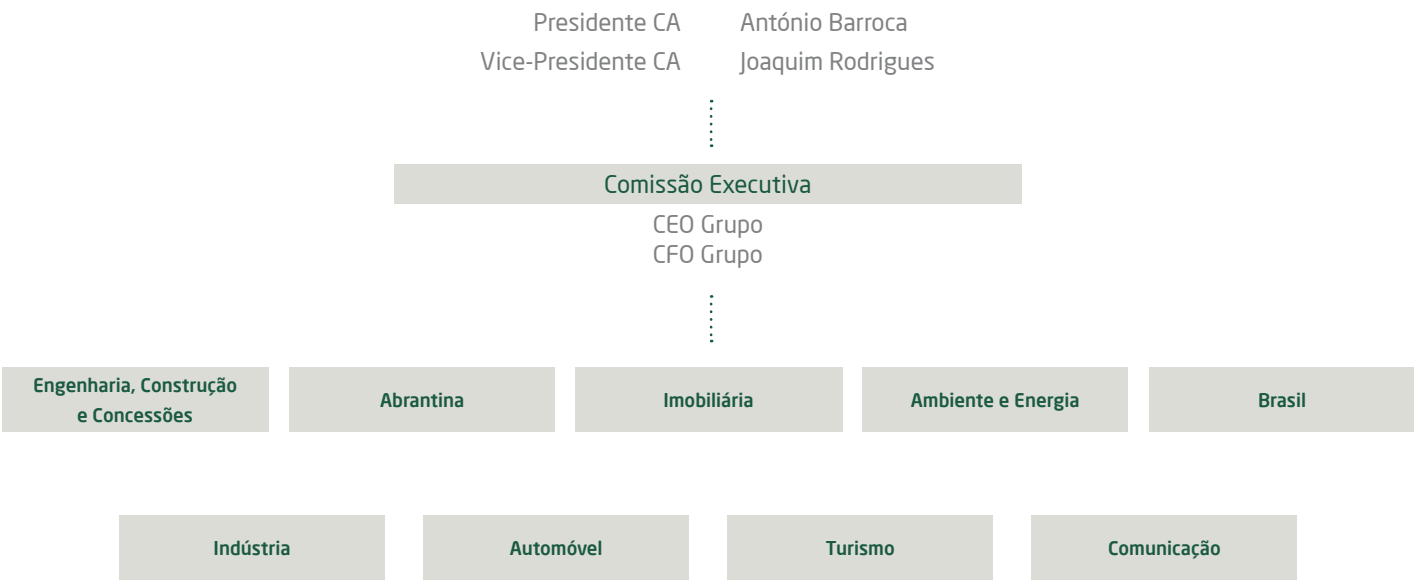 Presidente CA António Barroca
Vice-Presidente CA Joaquim Rodrigues
Comissão Executiva
CEO Grupo
CFO Grupo
Engenharia, Construção
e Concessões
Abrantina
Imobiliária
Ambiente e Energia
Brasil
Indústria
Automóvel
Turismo
Comunicação